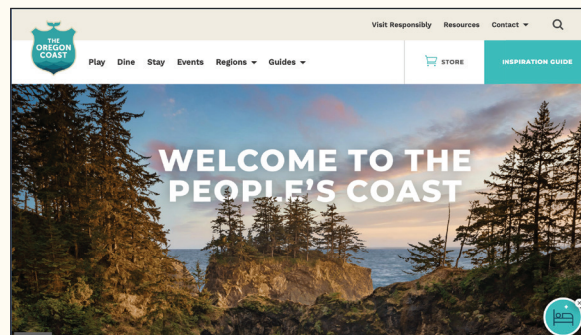 Visit Responsibly Resources Contact
THE
OREGON
COAST
Play Dine Stay Events Regions Guides
STORE
INSPIRATION GUIDE
WELCOME TO THE
PEOPLE'S COAST